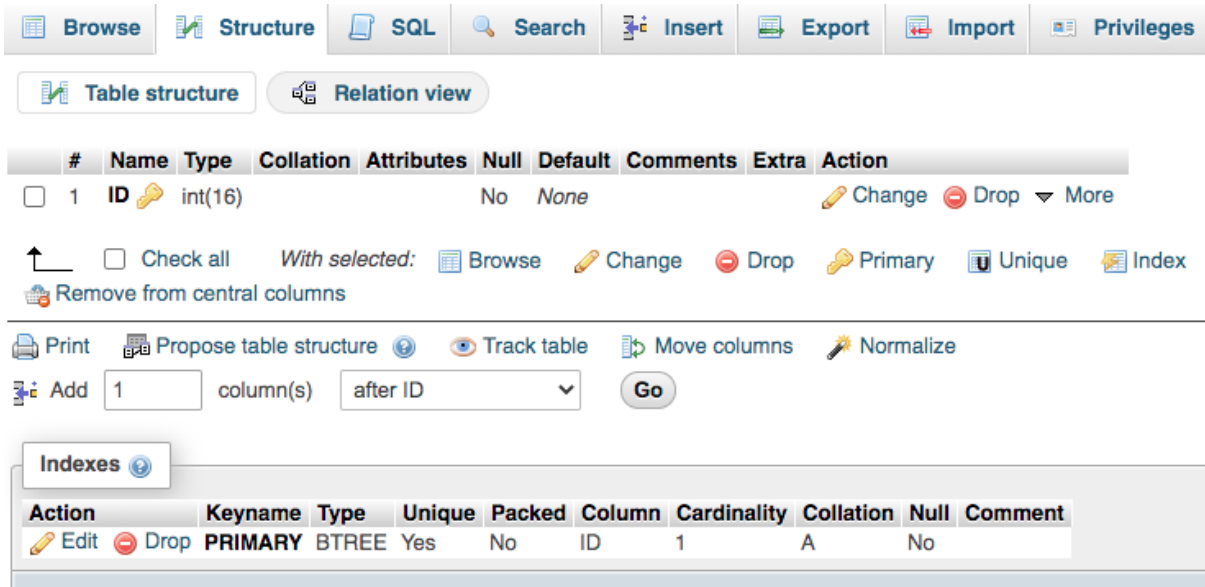 Browse Structure SQL Search Insert Export Import Privileges
Table structure Relation view
# Name Type Collation Attributes Null Default Comments Extra Action
1 ID int(16) No None Change Drop More
Check all With selected: Browse Change Drop Primary Unique Index
Remove from central columns
Print Propose table structure Track table Move columns Normalize
Add 1 column(s) after ID Go
Indexes
Action Keyname Type Unique Packed Column Cardinality Collation Null Comment
Edit Drop PRIMARY BTREE Yes No ID 1 A No